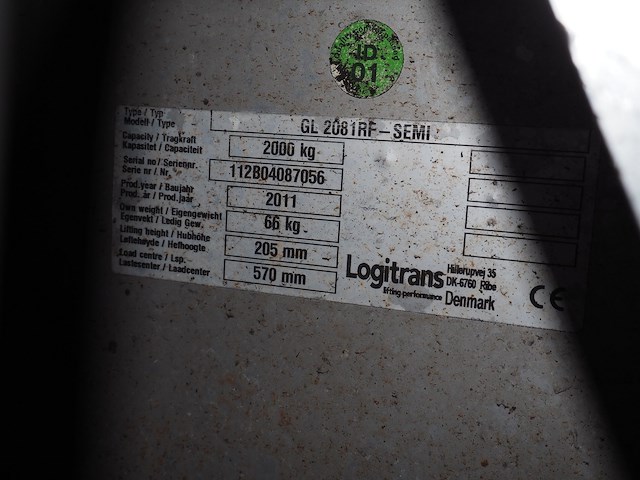 ID
01
Type / Typ
Modell / Type
GL 2081RF-SEMI
Capacity / Tragkraft
Kapasitet / Capaciteit
2000 kg
Serial no / Seriennr.
Serie nr / Nr.
112B04087056
Prod.year / Baujahr
Prod. år / Prod.jaar
2011
Own weight / Eigengewicht
Egenvekt / Ledig Gew.
66 kg
Lifting height / Hubhöhe
Løftehøyde / Hefhoogte
205 mm
Load centre / Lsp.
Lastesenter / Loadcenter
570 mm
Logitrans
lifting performance
Hillerupvej 35
DK-6760 Ribe
Denmark
CE